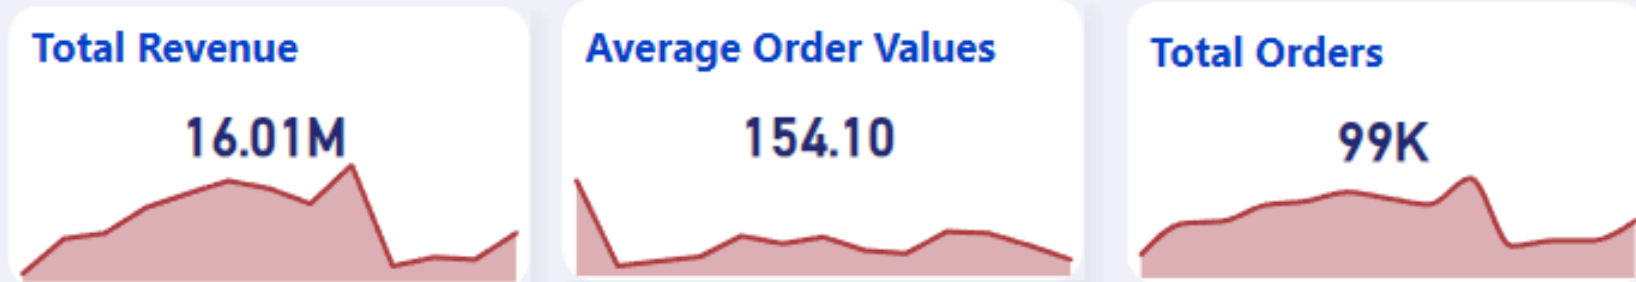 Total Revenue
16.01M
Average Order Values
154.10
Total Orders
99K